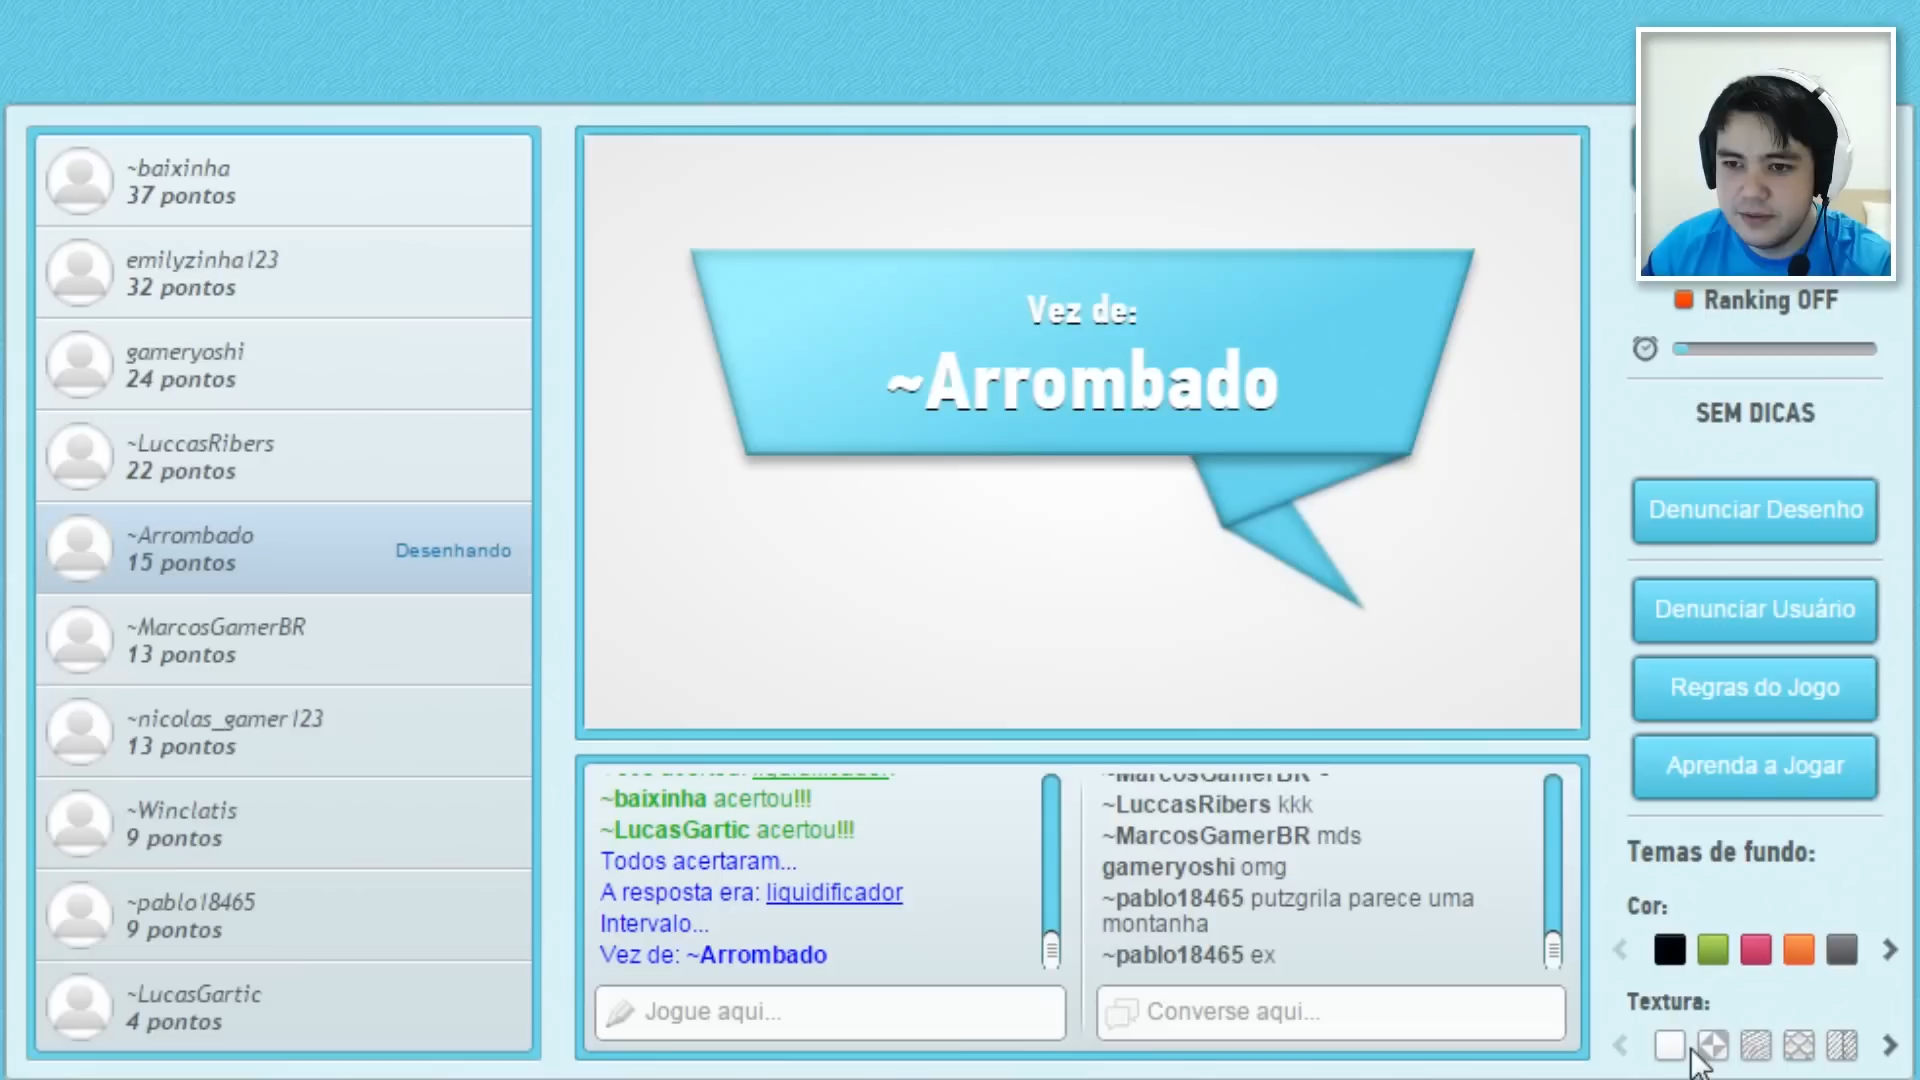 ~baixinha
37 pontos
emilyzinha123
32 pontos
gameryoshi
24 pontos
~LuccasRibers
22 pontos
~Arrombado
15 pontos
Desenhando
~MarcosGamerBR
13 pontos
~nicolas_gamer123
13 pontos
~Winclatis
9 pontos
~pablo18465
9 pontos
~LucasGartic
4 pontos
Vez de:
~Arrombado
liquidificador
~baixinha acertou!!!
~LucasGartic acertou!!!
Todos acertaram...
A resposta era: liquidificador
Intervalo...
Vez de: ~Arrombado
Jogue aqui...
~MarcosGamerBR
~LuccasRibers kkk
~MarcosGamerBR mds
gameryoshi omg
~pablo18465 putzgrila parece uma
montanha
~pablo18465 ex
Converse aqui...
Ranking OFF
SEM DICAS
Denunciar Desenho
Denunciar Usuário
Regras do Jogo
Aprenda a Jogar
Temas de fundo:
Cor:
Textura: